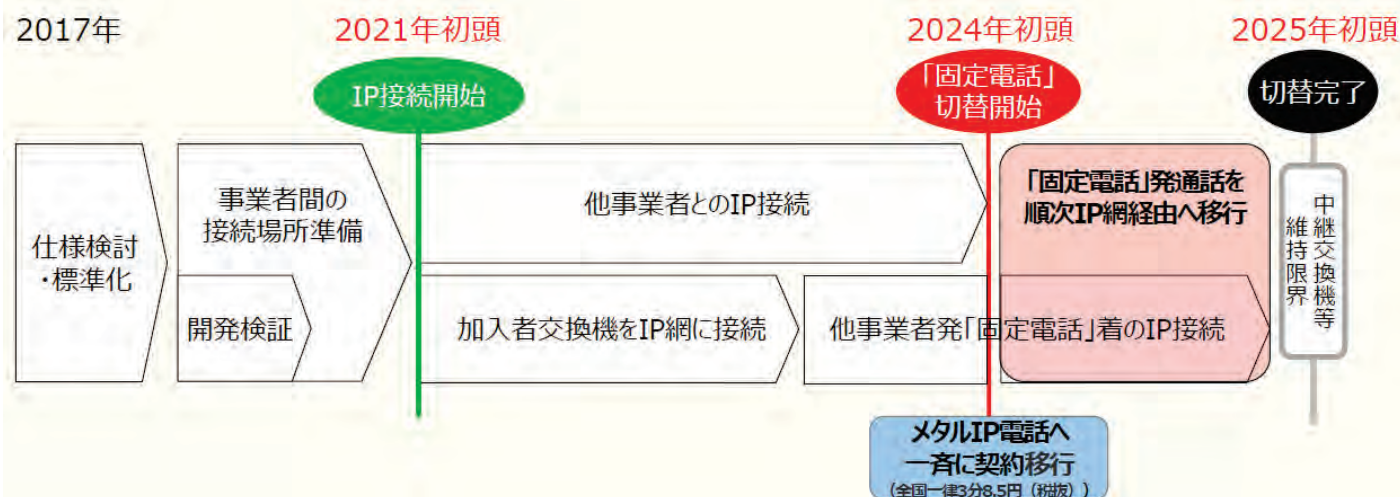 2017年
2021年初頭
2024年初頭
2025年初頭
IP接続開始
「固定電話」
切替開始
切替完了
仕様検討
・標準化
事業者間の
接続場所準備
開発検証
他事業者とのIP接続
加入者交換機をIP網に接続
他事業者発「固定電話」着のIP接続
「固定電話」発通話を
順次IP網経由へ移行
中継交換機等
維持限界
メタルIP電話へ
一斉に契約移行
（全国一律3分8.5円（税抜））